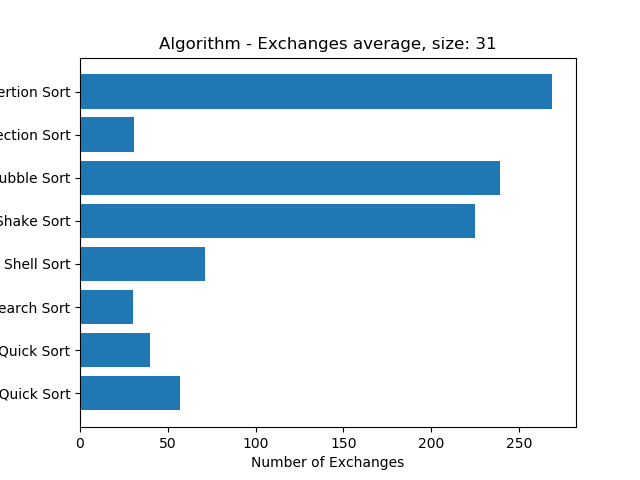 Algorithm - Exchanges average, size: 31
ertion Sort
ection Sort
ubble Sort
Shake Sort
Shell Sort
earch Sort
Quick Sort
Quick Sort
0 50 100 150 200 250
Number of Exchanges